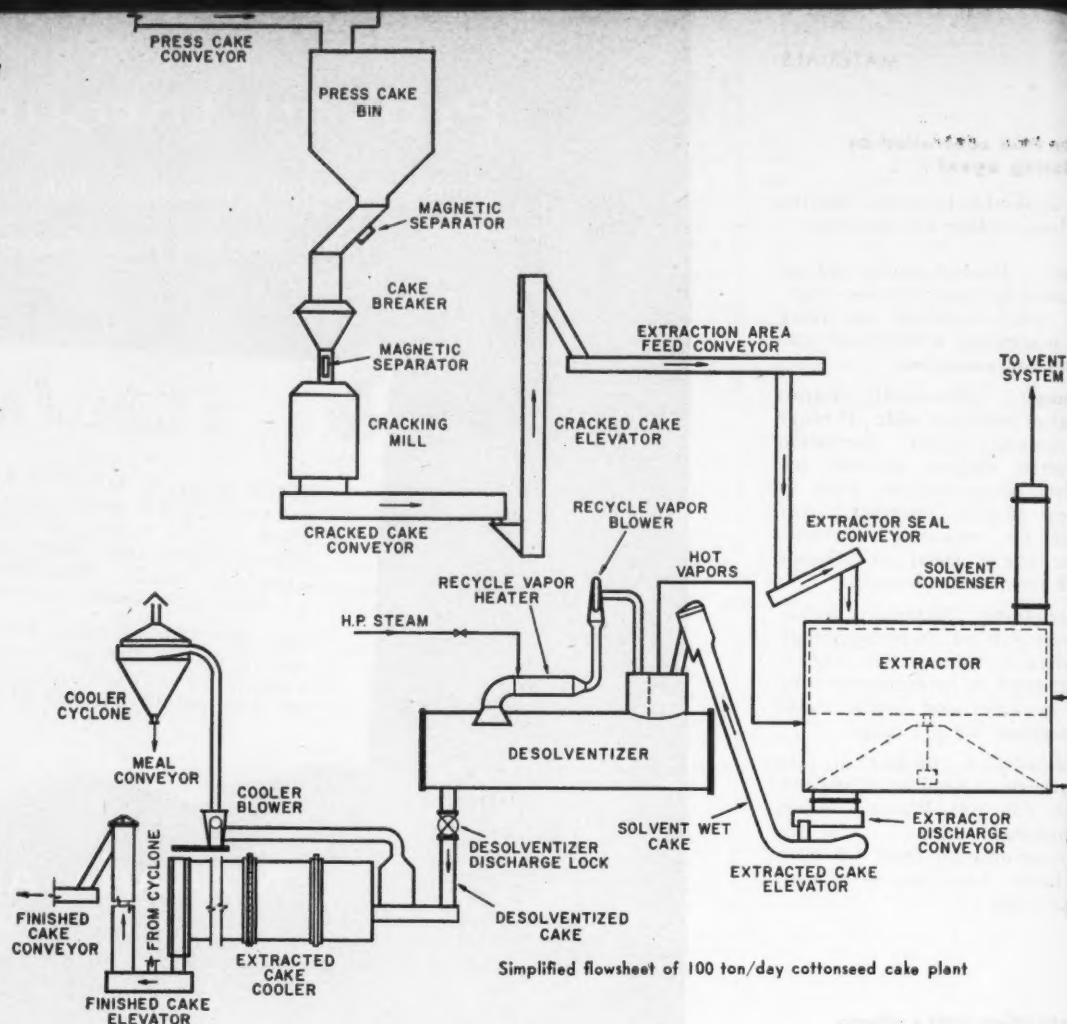 PRESS CAKE
CONVEYOR
PRESS CAKE
BIN
MAGNETIC
SEPARATOR
CAKE
BREAKER
MAGNETIC
SEPARATOR
CRACKING
MILL
CRACKED CAKE
CONVEYOR
CRACKED CAKE
ELEVATOR
EXTRACTION AREA
FEED CONVEYOR
TO VENT
SYSTEM
EXTRACTOR SEAL
CONVEYOR
SOLVENT
CONDENSER
EXTRACTOR
RECYCLE VAPOR
BLOWER
HOT
VAPORS
RECYCLE VAPOR
HEATER
H.P. STEAM
DESOLVENTIZER
SOLVENT WET
CAKE
EXTRACTOR
DISCHARGE
CONVEYOR
EXTRACTED CAKE
ELEVATOR
DESOLVENTIZER
DISCHARGE LOCK
DESOLVENTIZED
CAKE
COOLER
CYCLONE
MEAL
CONVEYOR
COOLER
BLOWER
FROM CYCLONE
FINISHED
CAKE
CONVEYOR
EXTRACTED
CAKE
COOLER
FINISHED CAKE
ELEVATOR
Simplified flowsheet of 100 ton/day cottonseed cake plant